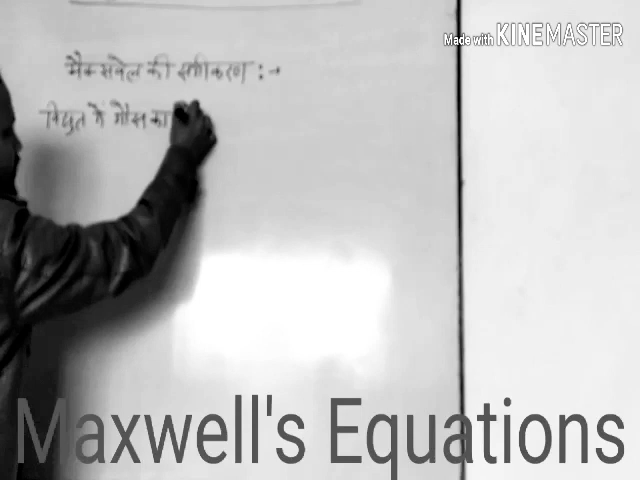 Made with KINEMASTER
मैक्सवेल की समीकरण :→
विद्युत में गौस का
Maxwell's Equations